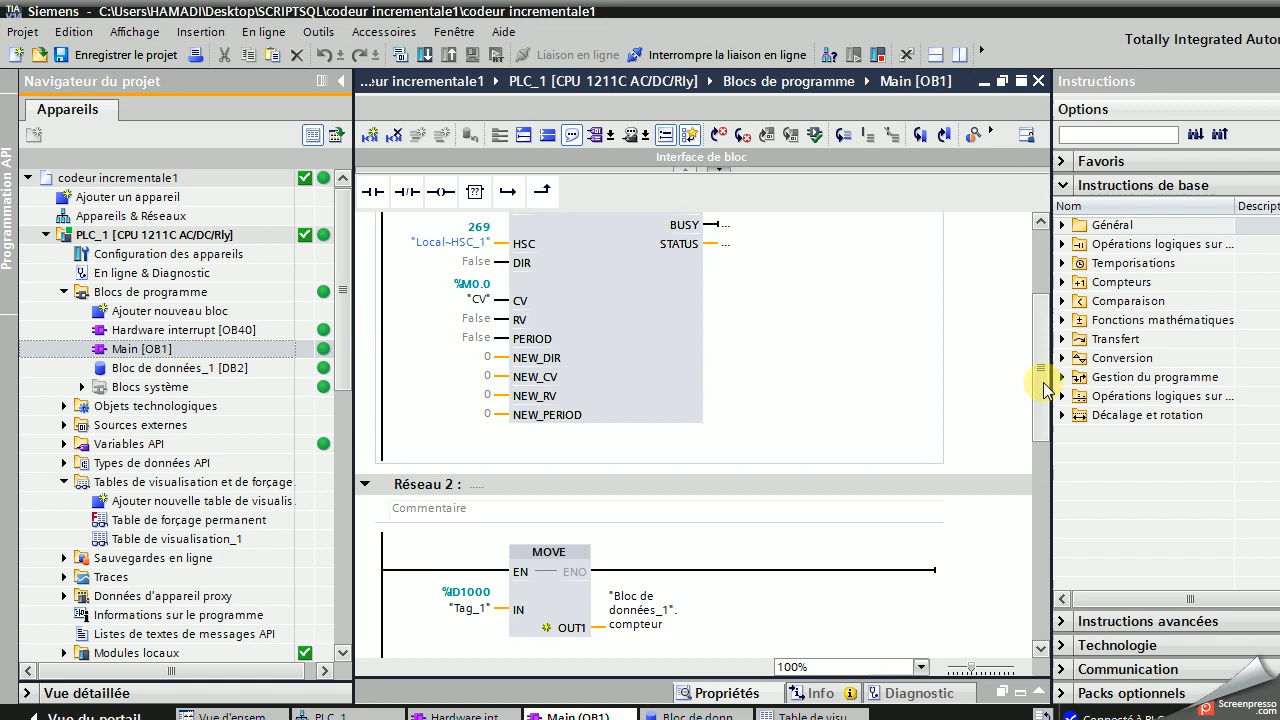 TIA
V14
Siemens - C:\Users\HAMADI\Desktop\SCRIPTSQL\codeur incrementale1\codeur incrementale1
Projet Edition Affichage Insertion En ligne Outils Accessoires Fenêtre Aide
Totally Integrated Auto
Enregistrer le projet Liaison en ligne Interrompre la liaison en ligne
Navigateur du projet
...eur incrementale1 PLC_1 [CPU 1211C AC/DC/Rly] Blocs de programme Main [OB1]
Instructions
Appareils
Options
Programmation API
Interface de bloc
Favoris
Instructions de base
Nom Descript
Général
Opérations logiques sur ...
Temporisations
Compteurs
Comparaison
Fonctions mathématiques
Transfert
Conversion
Gestion du programme
Opérations logiques sur ...
Décalage et rotation
codeur incrementale1
Ajouter un appareil
Appareils & Réseaux
PLC_1 [CPU 1211C AC/DC/Rly]
Configuration des appareils
En ligne & Diagnostic
Blocs de programme
Ajouter nouveau bloc
Hardware interrupt [OB40]
Main [OB1]
Bloc de données_1 [DB2]
Blocs système
Objets technologiques
Sources externes
Variables API
Types de données API
Tables de visualisation et de forçage
Ajouter nouvelle table de visualis
Table de forçage permanent
Table de visualisation_1
Sauvegardes en ligne
Traces
Données d'appareil proxy
Informations sur le programme
Listes de textes de messages API
Modules locaux
??
BUSY ...
269
"Local~HSC_1" HSC STATUS ...
False DIR
%M0.0
"CV" CV
False RV
False PERIOD
0 NEW_DIR
0 NEW_CV
0 NEW_RV
0 NEW_PERIOD
Réseau 2 : .....
Commentaire
MOVE
EN ENO
%ID1000
"Tag_1" IN
"Bloc de
données_1".
OUT1 compteur
100%
Instructions avancées
Technologie
Communication
Packs optionnels
Vue détaillée
Propriétés Info Diagnostic
Vue du portail Vue d'ensem PLC_1 Hardware int Main (OB1) Bloc de donn Table de visu
Connecté à PLC
Screenpresso
.com